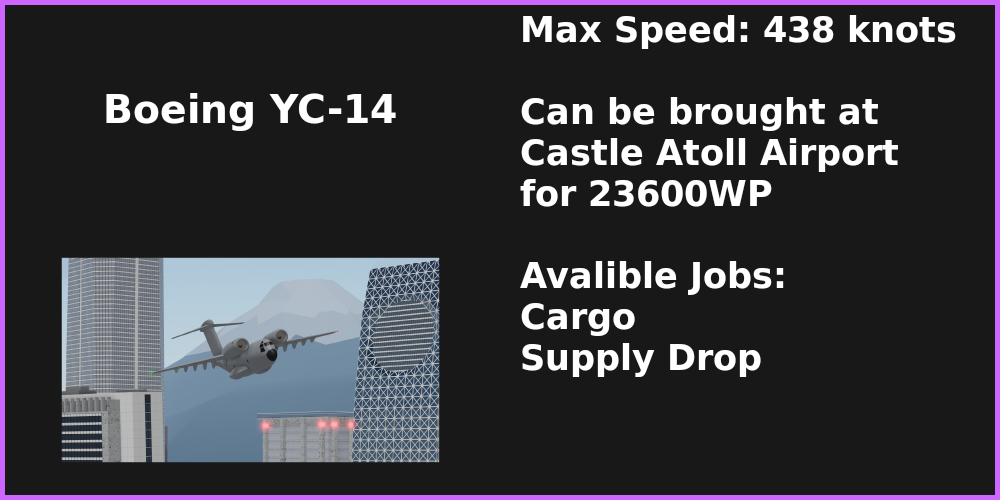 Boeing YC-14
Max Speed: 438 knots
Can be brought at
Castle Atoll Airport
for 23600WP
Avalible Jobs:
Cargo
Supply Drop